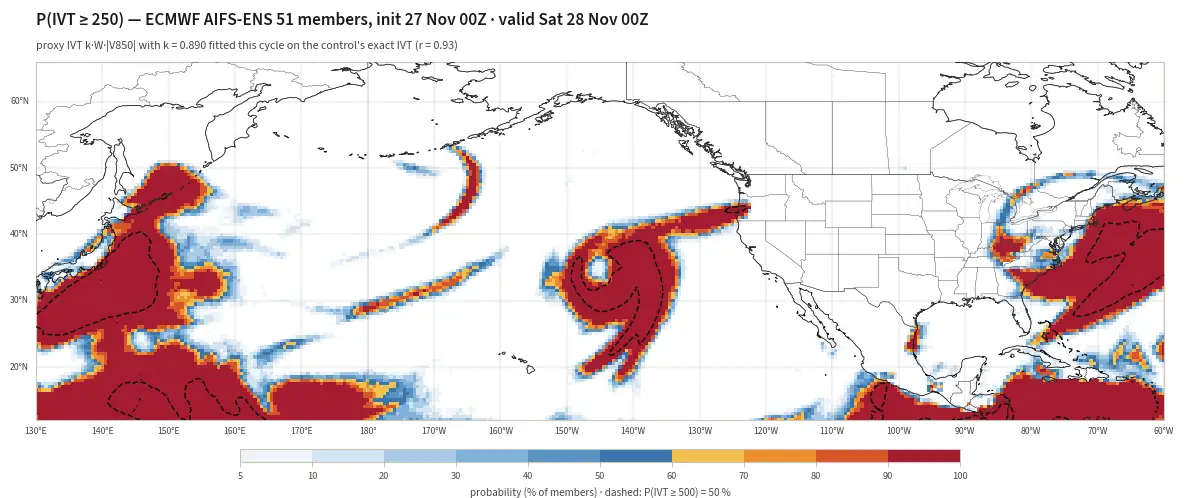 P(IVT ≥ 250) — ECMWF AIFS-ENS 51 members, init 27 Nov 00Z · valid Sat 28 Nov 00Z
proxy IVT k·W·|V850| with k = 0.890 fitted this cycle on the control's exact IVT (r = 0.93)
60°N
50°N
40°N
30°N
20°N
130°E 140°E 150°E 160°E 170°E 180° 170°W 160°W 150°W 140°W 130°W 120°W 110°W 100°W 90°W 80°W 70°W 60°W
5 10 20 30 40 50 60 70 80 90 100
probability (% of members) · dashed: P(IVT ≥ 500) = 50 %